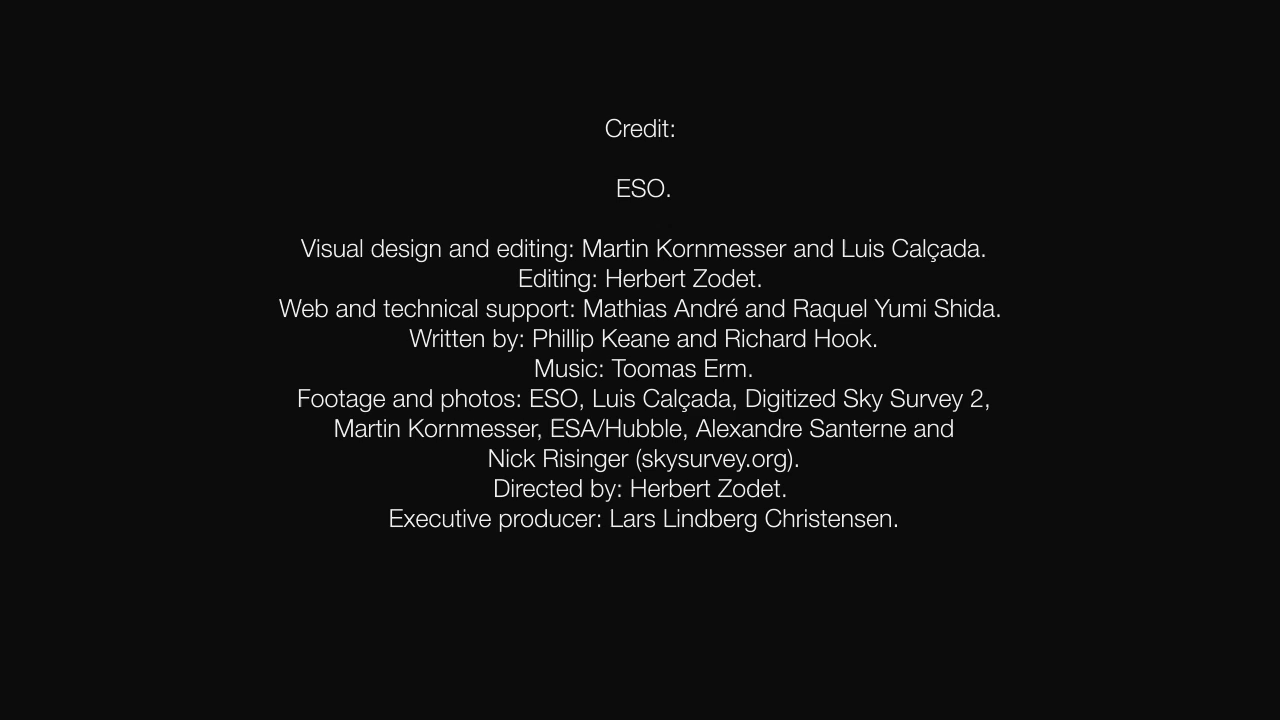 Credit:
ESO.
Visual design and editing: Martin Kornmesser and Luis Calçada.
Editing: Herbert Zodet.
Web and technical support: Mathias André and Raquel Yumi Shida.
Written by: Phillip Keane and Richard Hook.
Music: Toomas Erm.
Footage and photos: ESO, Luis Calçada, Digitized Sky Survey 2,
Martin Kornmesser, ESA/Hubble, Alexandre Santerne and
Nick Risinger (skysurvey.org).
Directed by: Herbert Zodet.
Executive producer: Lars Lindberg Christensen.